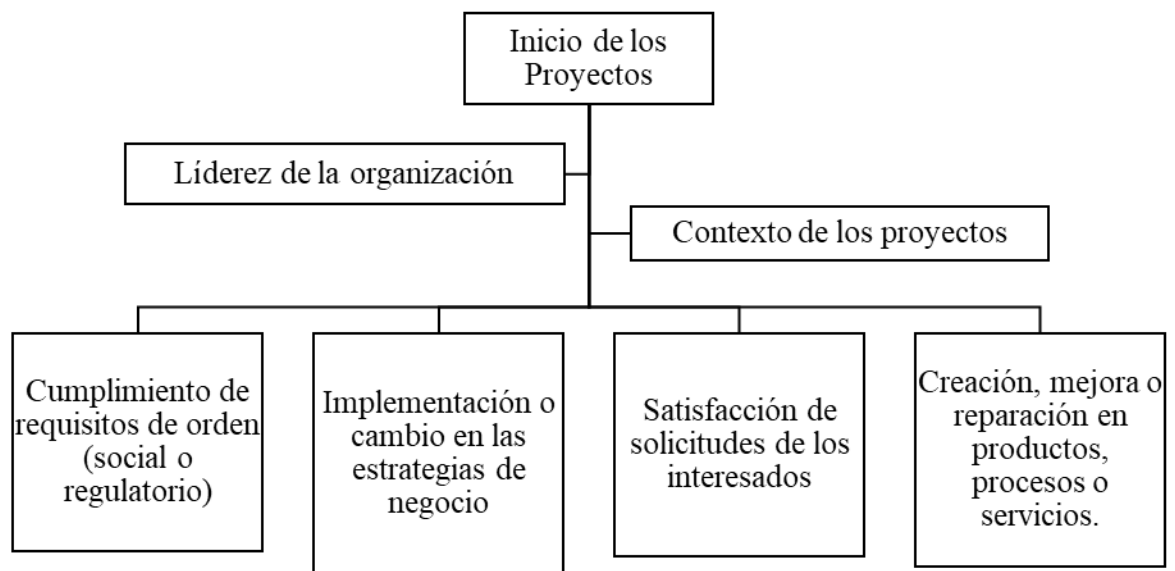 Inicio de los
Proyectos
Líderez de la organización
Contexto de los proyectos
Cumplimiento de
requisitos de orden
(social o
regulatorio)
Implementación o
cambio en las
estrategias de
negocio
Satisfacción de
solicitudes de los
interesados
Creación, mejora o
reparación en
productos,
procesos o
servicios.